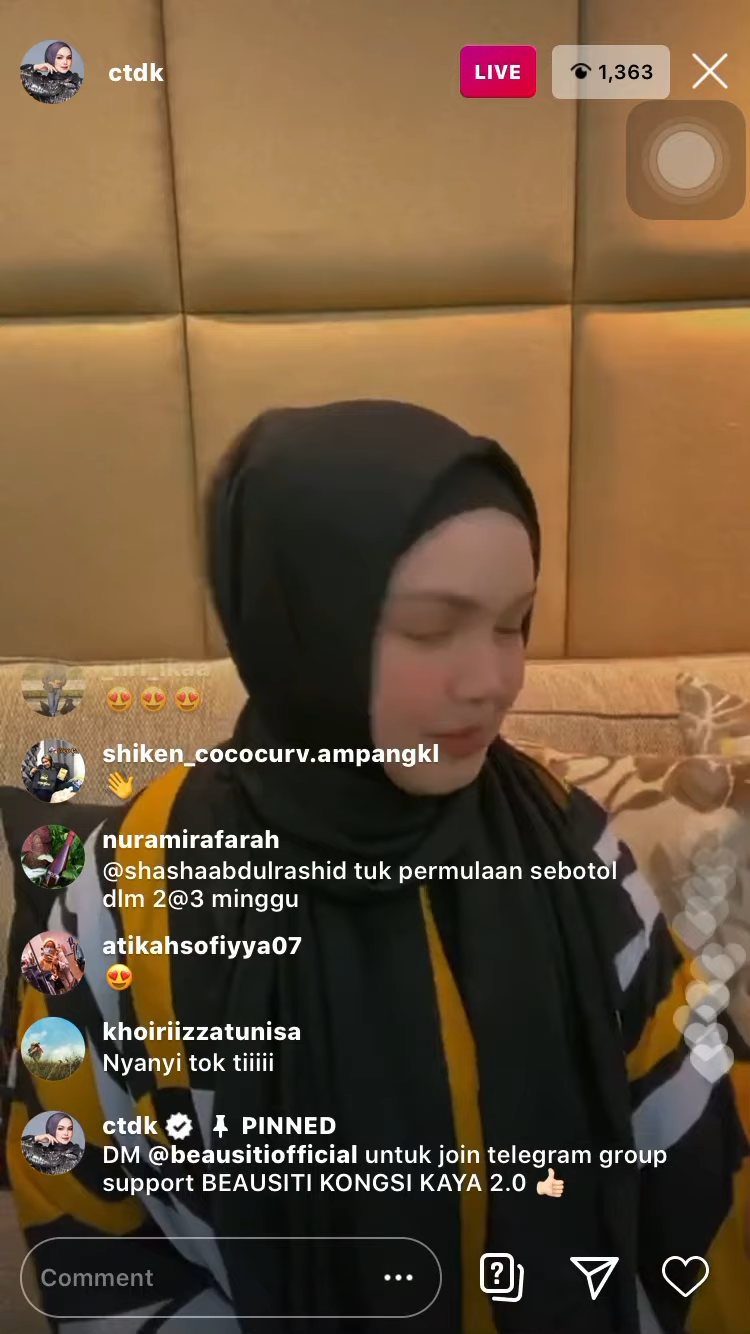 ctdk
LIVE
1,363
_iri_ikaa
😍😍😍
shiken_cococurv.ampangkl
👋
nuramirafarah
@shashaabdulrashid tuk permulaan sebotol
dlm 2@3 minggu
atikahsofiyya07
😍
khoiriizzatunisa
Nyanyi tok tiiiii
ctdk PINNED
DM @beausitiofficial untuk join telegram group
support BEAUSITI KONGSI KAYA 2.0 👍🏻
Comment